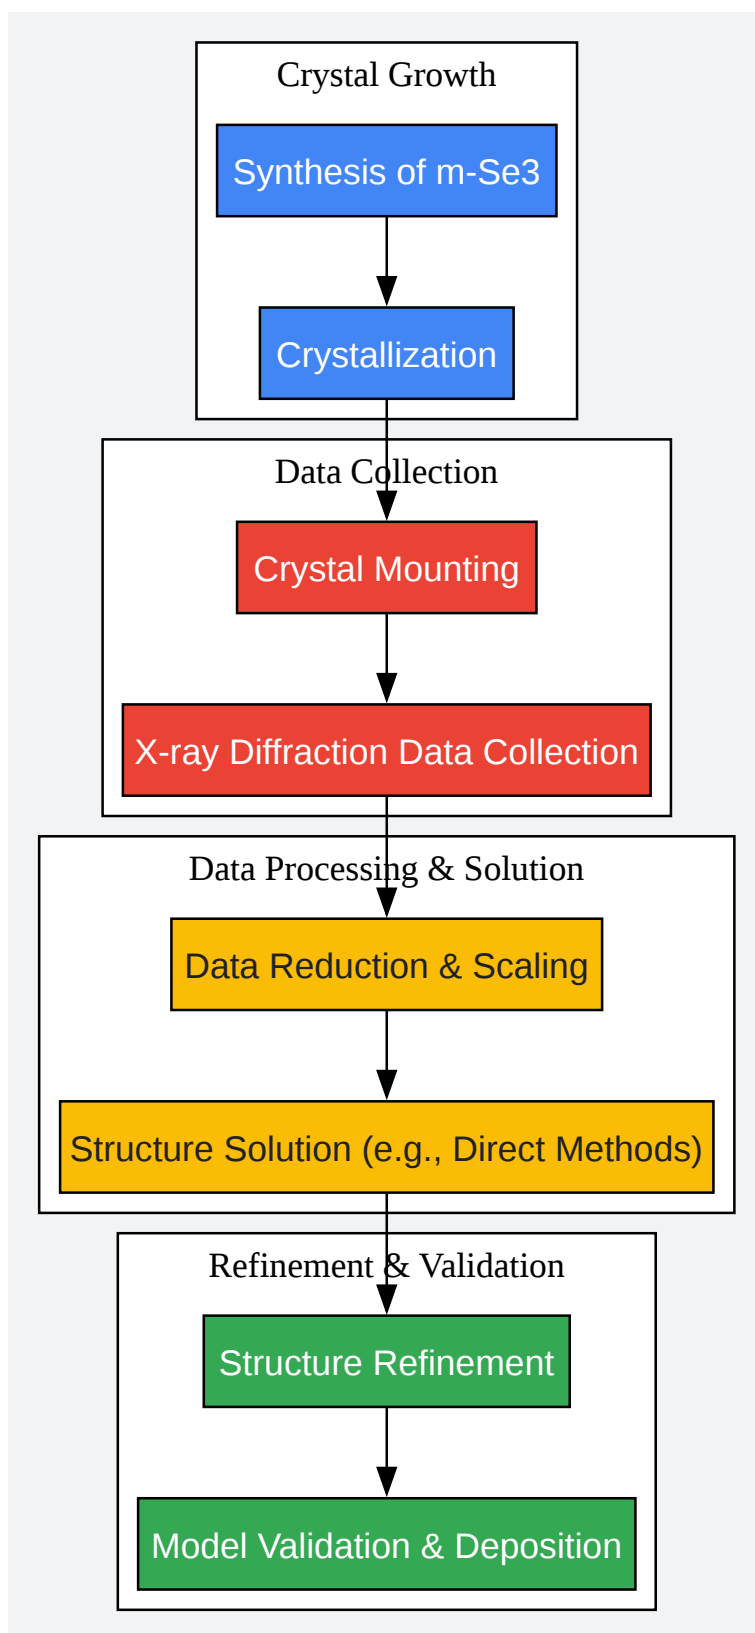 Crystal Growth
Synthesis of m-Se3
Crystallization
Data Collection
Crystal Mounting
X-ray Diffraction Data Collection
Data Processing & Solution
Data Reduction & Scaling
Structure Solution (e.g., Direct Methods)
Refinement & Validation
Structure Refinement
Model Validation & Deposition